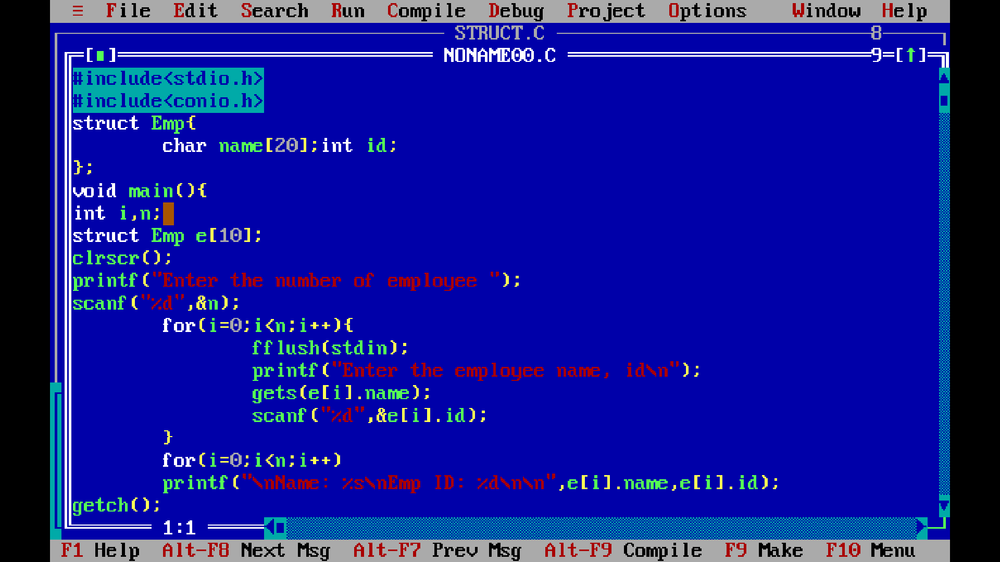 ≡ File Edit Search Run Compile Debug Project Options Window Help
STRUCT.C 8
[■] NONAME00.C 9=[↑]
#include<stdio.h>
#include<conio.h>
struct Emp{
        char name[20];int id;
};
void main(){
int i,n;
struct Emp e[10];
clrscr();
printf("Enter the number of employee ");
scanf("%d",&n);
        for(i=0;i<n;i++){
                fflush(stdin);
                printf("Enter the employee name, id\n");
                gets(e[i].name);
                scanf("%d",&e[i].id);
        }
        for(i=0;i<n;i++)
        printf("\nName: %s\nEmp ID: %d\n\n",e[i].name,e[i].id);
getch();
1:1
F1 Help Alt-F8 Next Msg Alt-F7 Prev Msg Alt-F9 Compile F9 Make F10 Menu